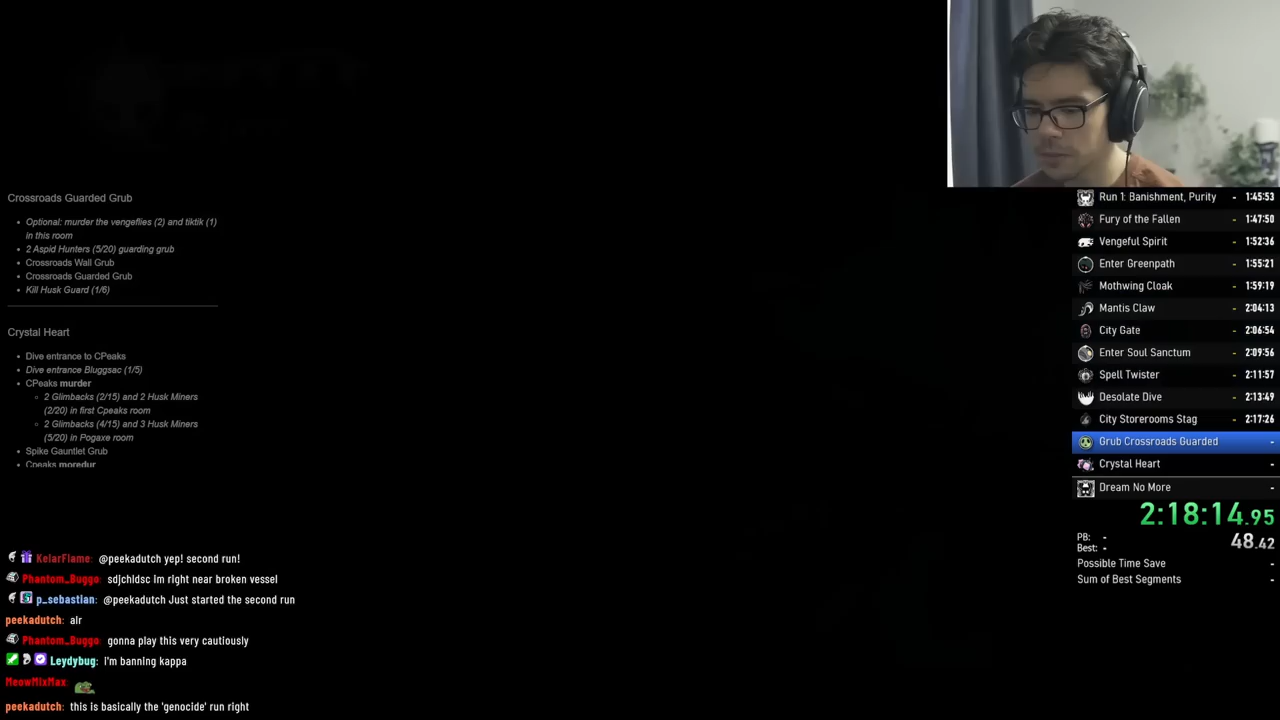 Crossroads Guarded Grub
• Optional: murder the vengeflies (2) and tiktik (1)
in this room
• 2 Aspid Hunters (5/20) guarding grub
• Crossroads Wall Grub
• Crossroads Guarded Grub
• Kill Husk Guard (1/6)
Crystal Heart
• Dive entrance to CPeaks
• Dive entrance Bluggsac (1/5)
• CPeaks murder
◦ 2 Glimbacks (2/15) and 2 Husk Miners
(2/20) in first Cpeaks room
◦ 2 Glimbacks (4/15) and 3 Husk Miners
(5/20) in Pogaxe room
• Spike Gauntlet Grub
• Cpeaks moredur
KelarFlame: @peekadutch yep! second run!
Phantom_Buggo: sdjchldsc im right near broken vessel
p_sebastian: @peekadutch Just started the second run
peekadutch: alr
Phantom_Buggo: gonna play this very cautiously
Leydybug: I'm banning kappa
MeowMixMax:
peekadutch: this is basically the 'genocide' run right
Run 1: Banishment, Purity - 1:45:53
Fury of the Fallen - 1:47:50
Vengeful Spirit - 1:52:36
Enter Greenpath - 1:55:21
Mothwing Cloak - 1:59:19
Mantis Claw - 2:04:13
City Gate - 2:06:54
Enter Soul Sanctum - 2:09:56
Spell Twister - 2:11:57
Desolate Dive - 2:13:49
City Storerooms Stag - 2:17:26
Grub Crossroads Guarded -
Crystal Heart -
Dream No More -
2:18:14.95
PB: - 48.42
Best: -
Possible Time Save -
Sum of Best Segments -